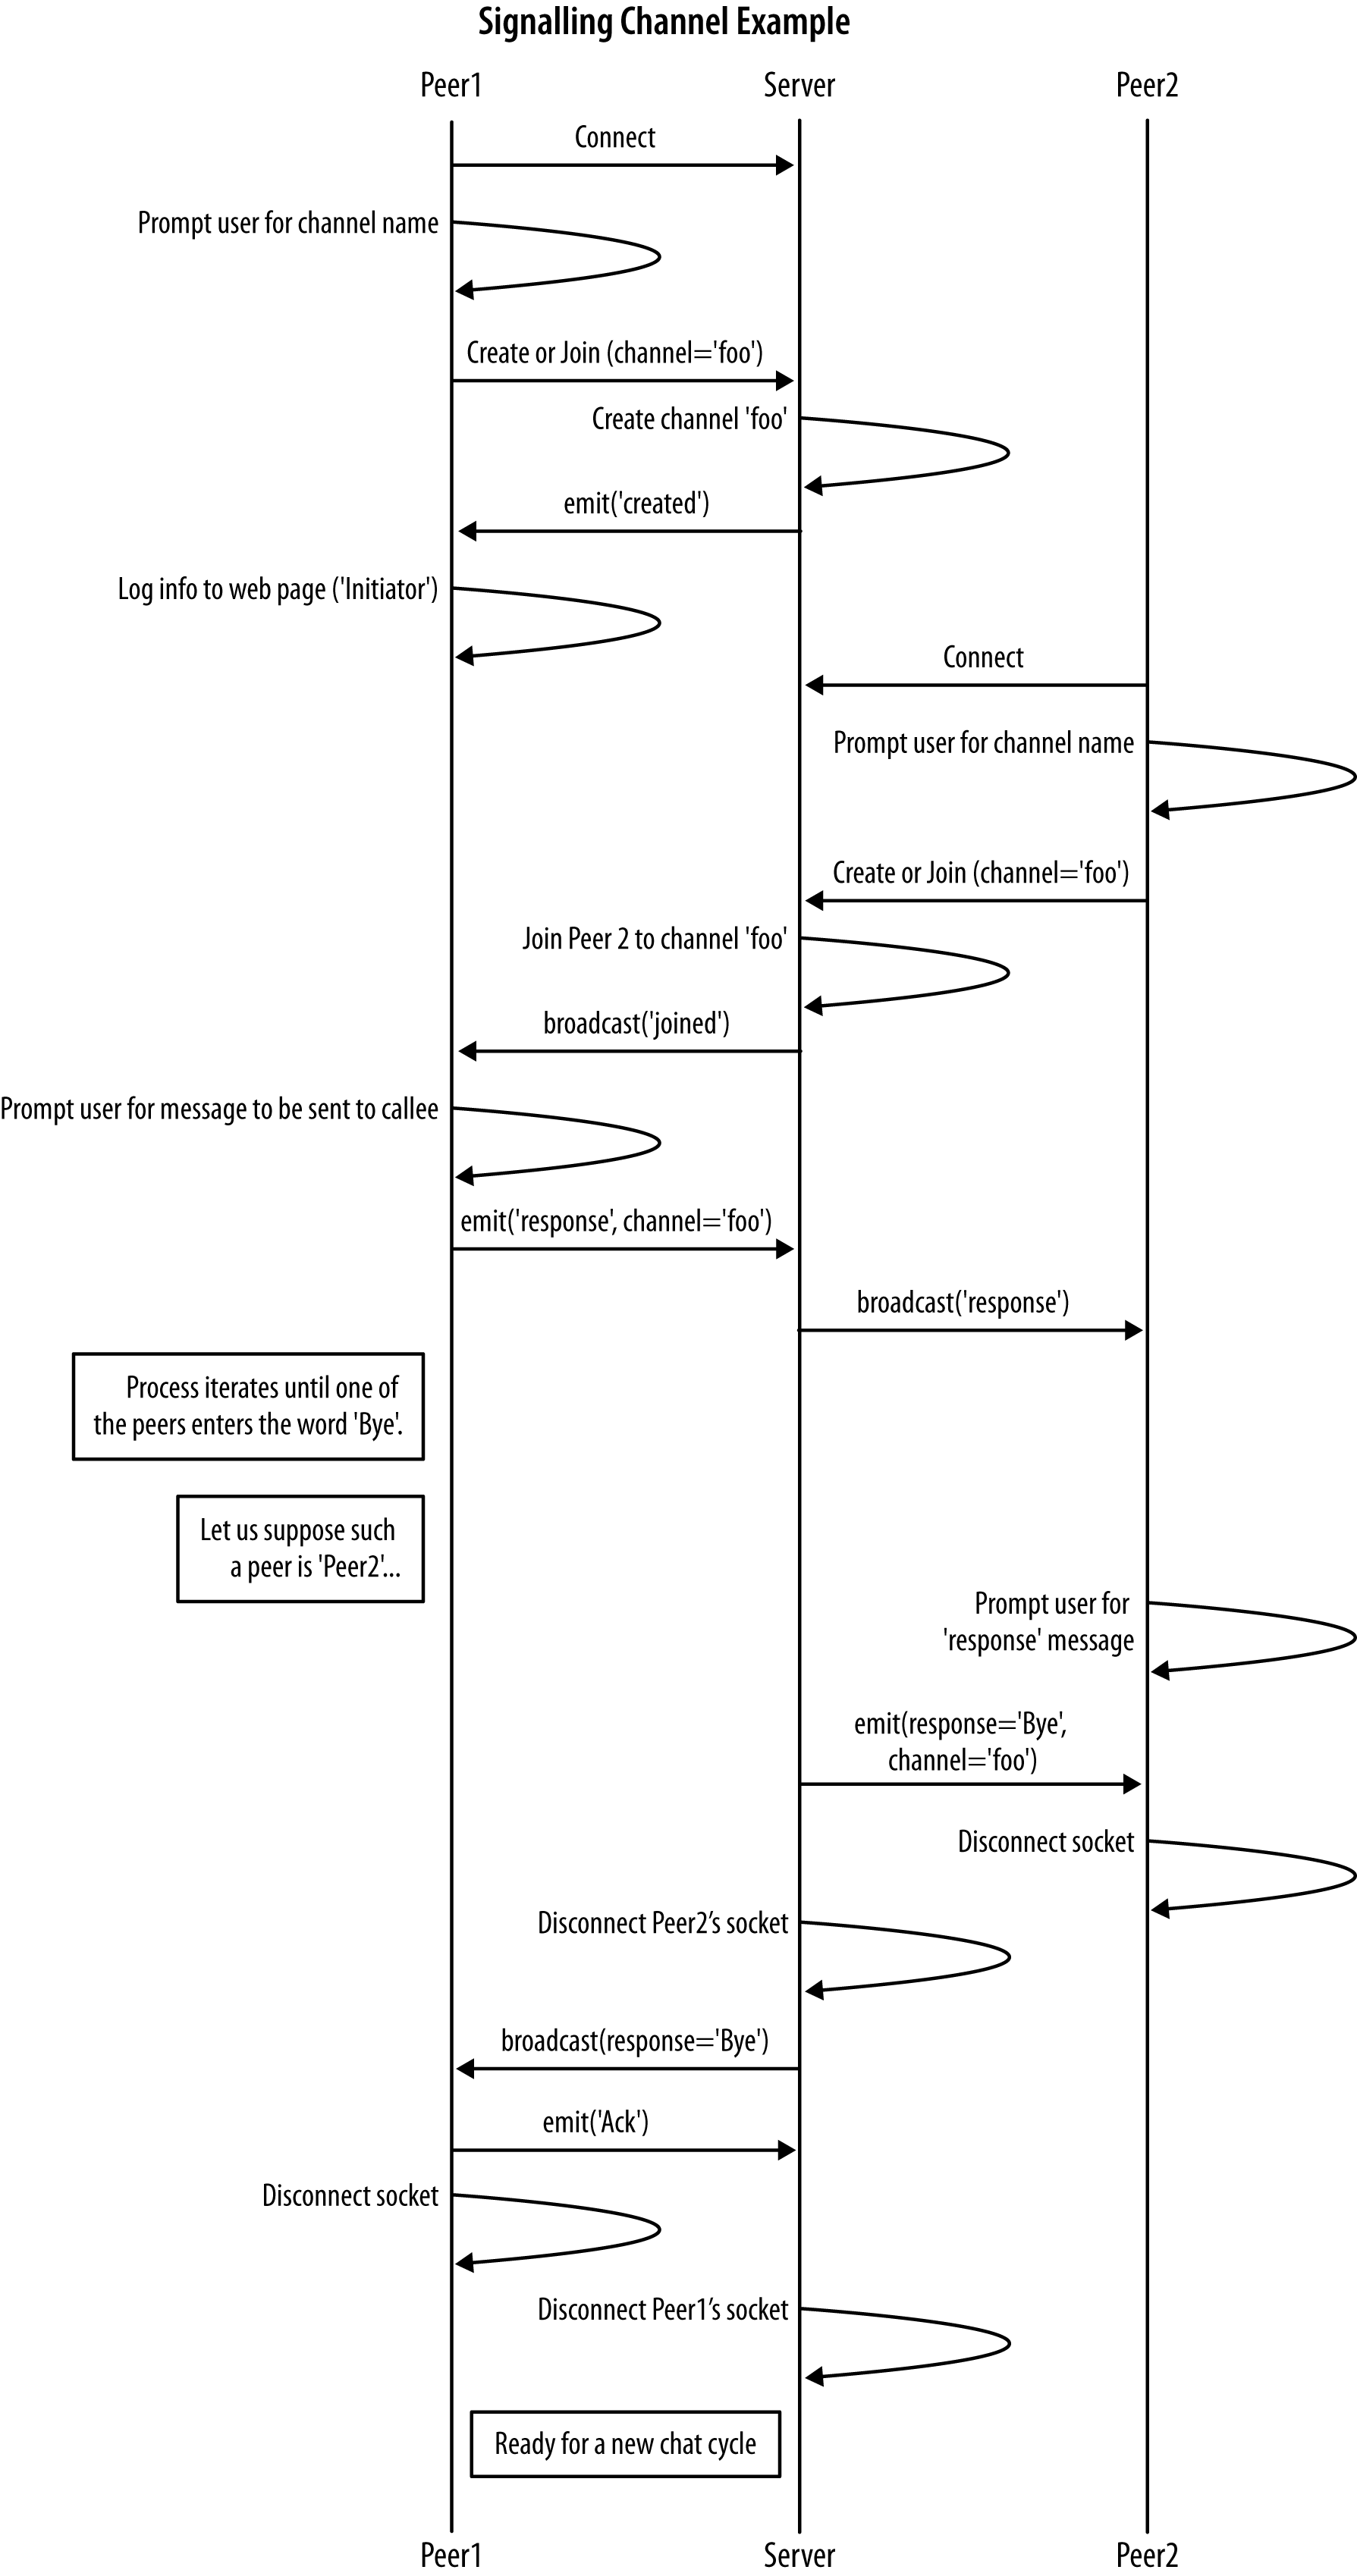 Signalling Channel Example
Peer1
Server
Peer2
Connect
Prompt user for channel name
Create or Join (channel='foo')
Create channel 'foo'
emit('created')
Log info to web page ('Initiator')
Connect
Prompt user for channel name
Create or Join (channel='foo')
Join Peer 2 to channel 'foo'
broadcast('joined')
Prompt user for message to be sent to callee
emit('response', channel='foo')
broadcast('response')
Process iterates until one of
the peers enters the word 'Bye'.
Let us suppose such
a peer is 'Peer2'...
Prompt user for
'response' message
emit(response='Bye',
channel='foo')
Disconnect socket
Disconnect Peer2’s socket
broadcast(response='Bye')
emit('Ack')
Disconnect socket
Disconnect Peer1’s socket
Ready for a new chat cycle
Peer1
Server
Peer2